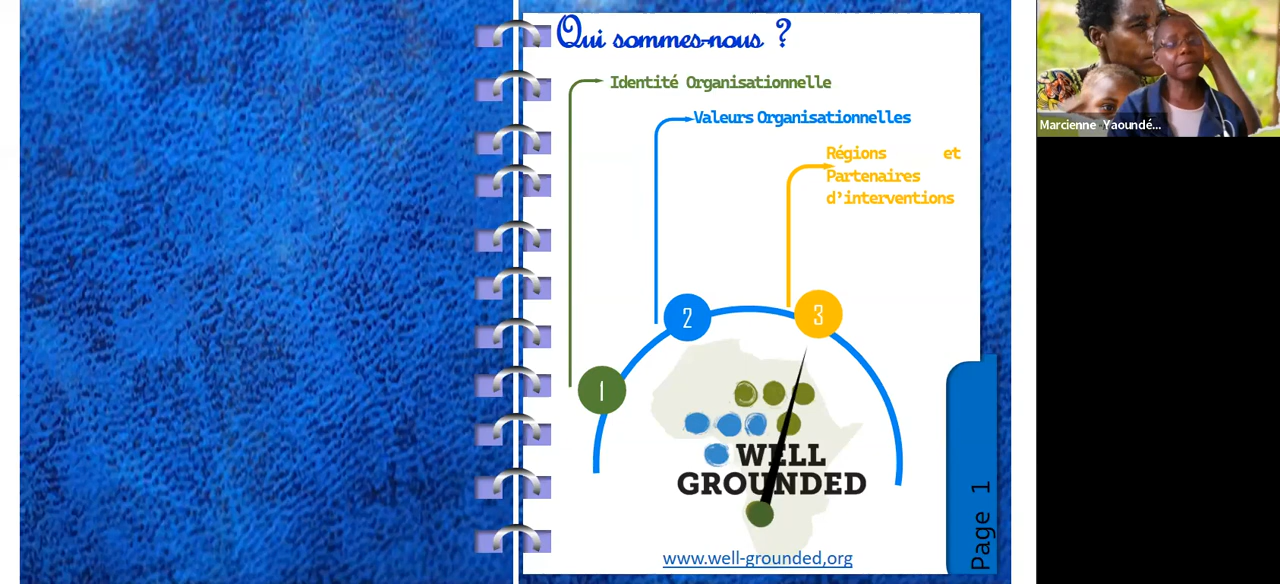 Qui sommes-nous ?
Identité Organisationnelle
Valeurs Organisationnelles
Régions et
Partenaires
d'interventions
2
3
1
WELL
GROUNDED
www.well-grounded,org
Page 1
Marcienne Yaoundé...